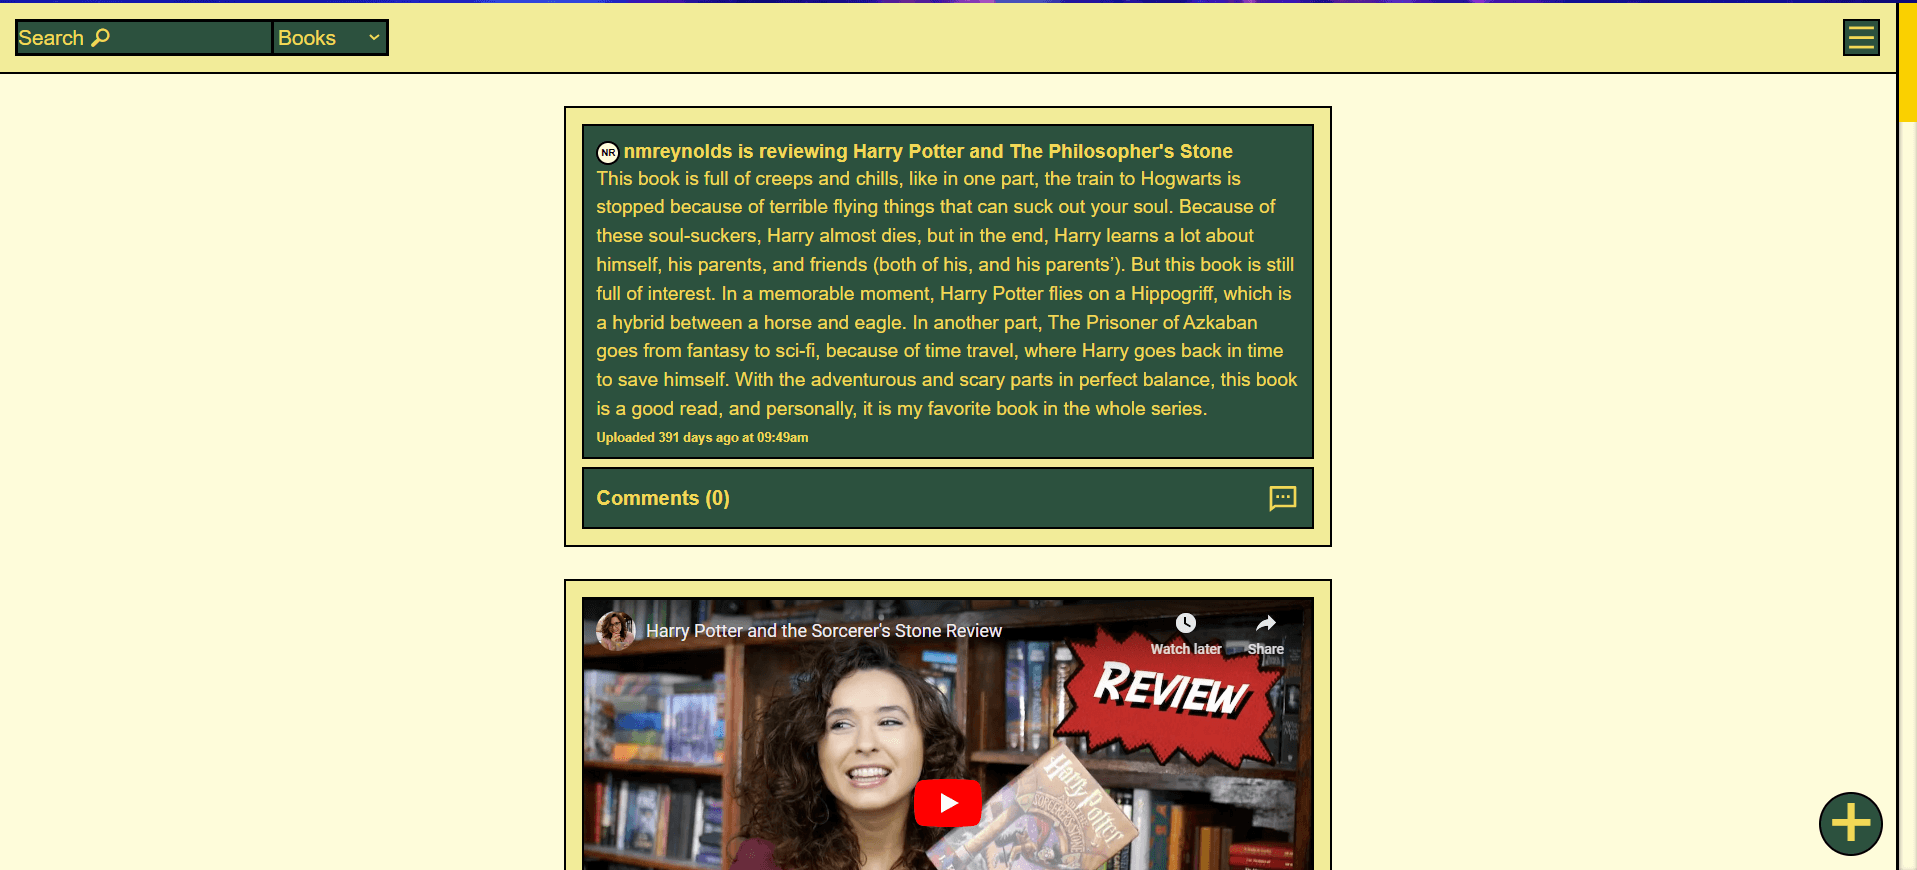 Search
Books
NR nmreynolds is reviewing Harry Potter and The Philosopher's Stone
This book is full of creeps and chills, like in one part, the train to Hogwarts is
stopped because of terrible flying things that can suck out your soul. Because of
these soul-suckers, Harry almost dies, but in the end, Harry learns a lot about
himself, his parents, and friends (both of his, and his parents’). But this book is still
full of interest. In a memorable moment, Harry Potter flies on a Hippogriff, which is
a hybrid between a horse and eagle. In another part, The Prisoner of Azkaban
goes from fantasy to sci-fi, because of time travel, where Harry goes back in time
to save himself. With the adventurous and scary parts in perfect balance, this book
is a good read, and personally, it is my favorite book in the whole series.
Uploaded 391 days ago at 09:49am
Comments (0)
Harry Potter and the Sorcerer's Stone Review
Watch later
Share
REVIEW
Harry Potter